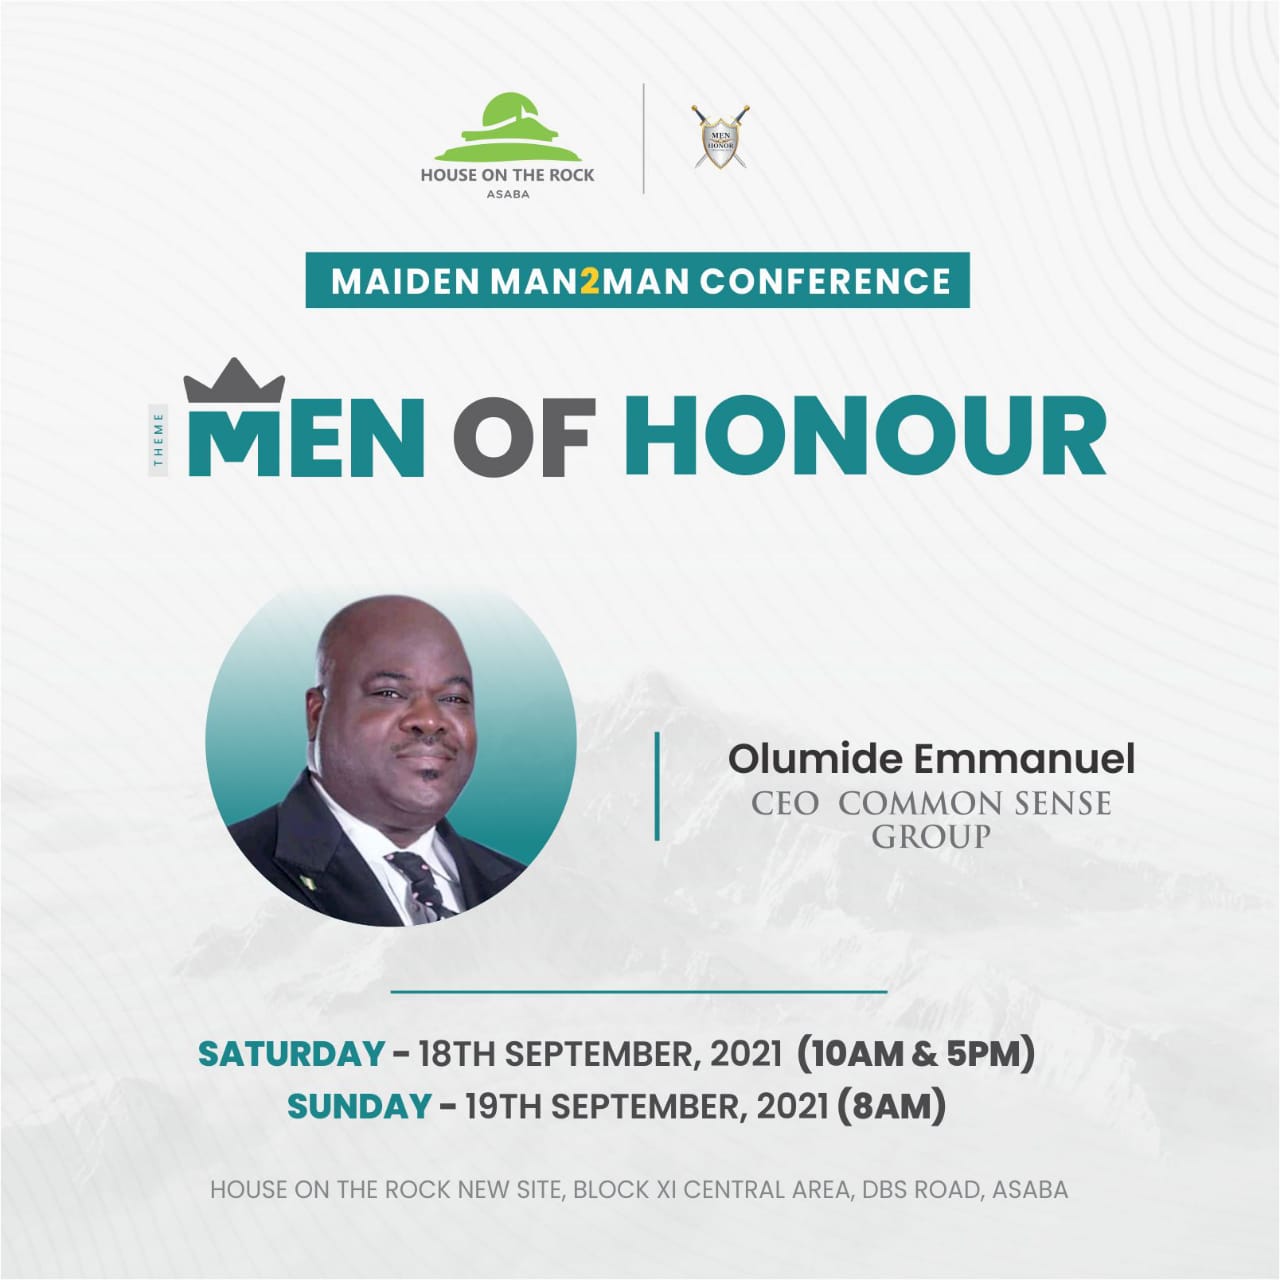 HOUSE ON THE ROCK
ASABA
MEN
HONOR
MAIDEN MAN2MAN CONFERENCE
THEME
MEN OF HONOUR
Olumide Emmanuel
CEO COMMON SENSE
GROUP
SATURDAY - 18TH SEPTEMBER, 2021 (10AM & 5PM)
SUNDAY - 19TH SEPTEMBER, 2021 (8AM)
HOUSE ON THE ROCK NEW SITE, BLOCK XI CENTRAL AREA, DBS ROAD, ASABA